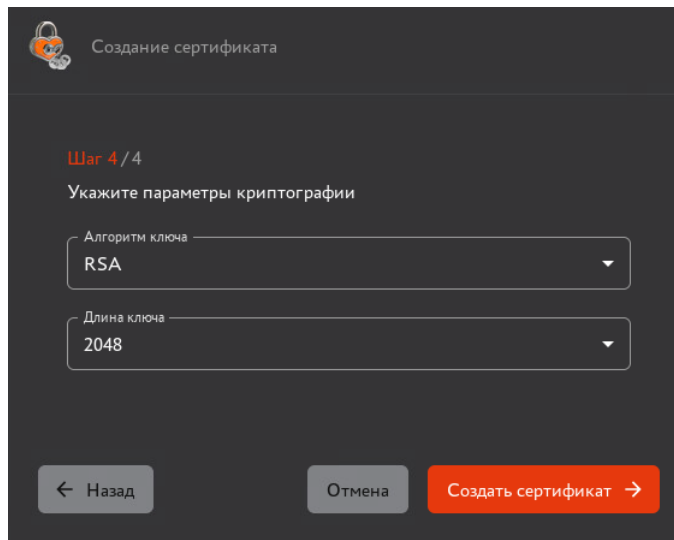 Создание сертификата
Шаг 4/4
Укажите параметры криптографии
Алгоритм ключа
RSA
Длина ключа
2048
Назад
Отмена
Создать сертификат